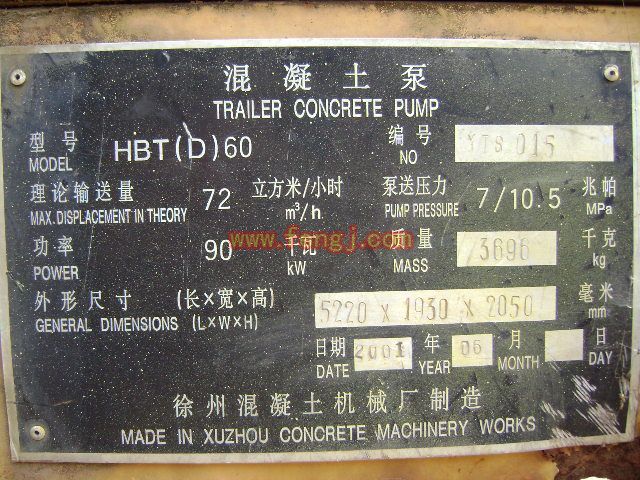 混凝土泵
TRAILER CONCRETE PUMP
型号 HBT(D)60 编号 YTS 015
MODEL NO
理论输送量 72 立方米/小时 泵送压力 7/10.5 兆帕
MAX. DISPLACEMENT IN THEORY m³/h PUMP PRESSURE MPa
功率 90 千瓦 质量 3696 千克
POWER kW MASS kg
www.fengj.com
外形尺寸 (长×宽×高) 5220 x 1930 x 2050 毫米
GENERAL DIMENSIONS (L×W×H) mm
日期 2001 年 06 月 日
DATE YEAR MONTH DAY
徐州混凝土机械厂制造
MADE IN XUZHOU CONCRETE MACHINERY WORKS